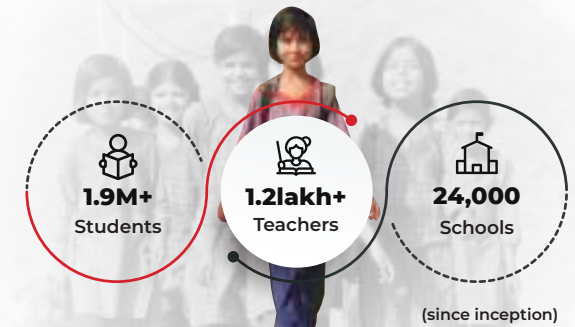 1.9M+
Students
1.2lakh+
Teachers
24,000
Schools
(since inception)